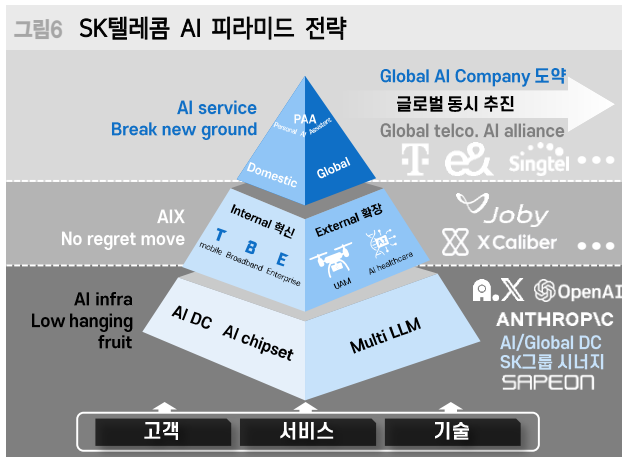 그림6 SK텔레콤 AI 피라미드 전략
Global AI Company 도약
글로벌 동시 추진
Global telco. AI alliance
T e& Singtel
AI service
Break new ground
PAA
Personal AI Assistant
Domestic
Global
AIX
No regret move
Internal 혁신
T B E
mobile Broadband Enterprise
External 확장
UAM
AI healthcare
AI
Joby
XCaliber
AI infra
Low hanging
fruit
AI DC AI chipset
Multi LLM
A.X OpenAI
ANTHROP\C
AI/Global DC
SK그룹 시너지
SAPEON
고객
서비스
기술